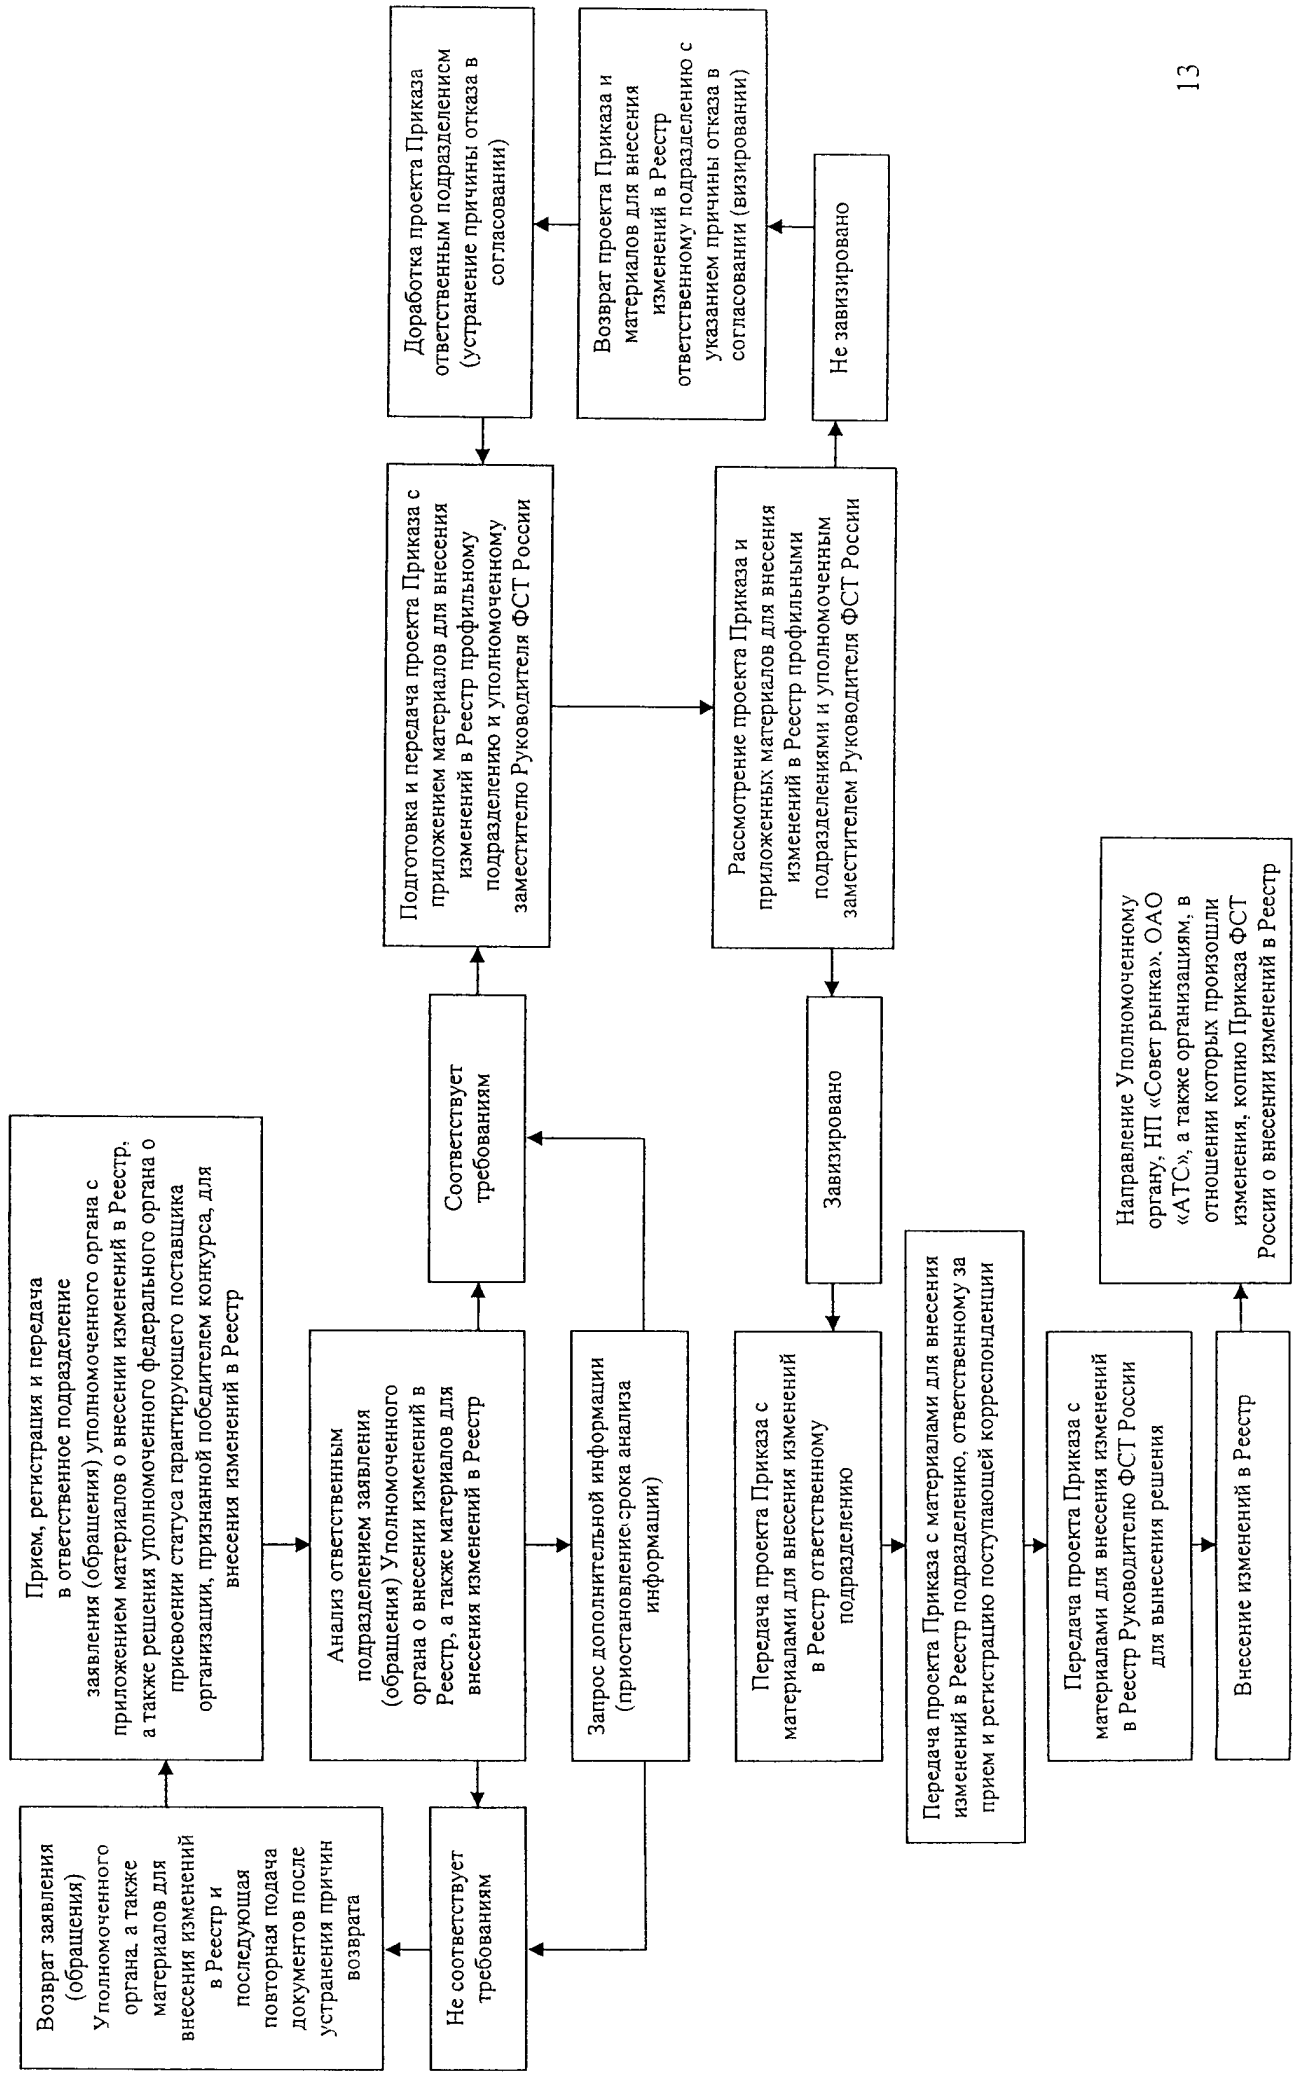 Возврат заявления
(обращения)
Уполномоченного
органа, а также
материалов для
внесения изменений
в Реестр и
последующая
повторная подача
документов после
устранения причин
возврата
Прием, регистрация и передача
в ответственное подразделение
заявления (обращения) уполномоченного органа с
приложением материалов о внесении изменений в Реестр,
а также решения уполномоченного федерального органа о
присвоении статуса гарантирующего поставщика
организации, признанной победителем конкурса, для
внесения изменений в Реестр
Анализ ответственным
подразделением заявления
(обращения) Уполномоченного
органа о внесении изменений в
Реестр, а также материалов для
внесения изменений в Реестр
Не соответствует
требованиям
Соответствует
требованиям
Запрос дополнительной информации
(приостановление срока анализа
информации)
Подготовка и передача проекта Приказа с
приложением материалов для внесения
изменений в Реестр профильному
подразделению и уполномоченному
заместителю Руководителя ФСТ России
Доработка проекта Приказа
ответственным подразделением
(устранение причины отказа в
согласовании)
Возврат проекта Приказа и
материалов для внесения
изменений в Реестр
ответственному подразделению с
указанием причины отказа в
согласовании (визировании)
Рассмотрение проекта Приказа и
приложенных материалов для внесения
изменений в Реестр профильными
подразделениями и уполномоченным
заместителем Руководителя ФСТ России
Не завизировано
Завизировано
Передача проекта Приказа с
материалами для внесения изменений
в Реестр ответственному
подразделению
Передача проекта Приказа с материалами для внесения
изменений в Реестр подразделению, ответственному за
прием и регистрацию поступающей корреспонденции
Передача проекта Приказа с
материалами для внесения изменений
в Реестр Руководителю ФСТ России
для вынесения решения
Внесение изменений в Реестр
Направление Уполномоченному
органу, НП «Совет рынка», ОАО
«АТС», а также организациям, в
отношении которых произошли
изменения, копию Приказа ФСТ
России о внесении изменений в Реестр
13